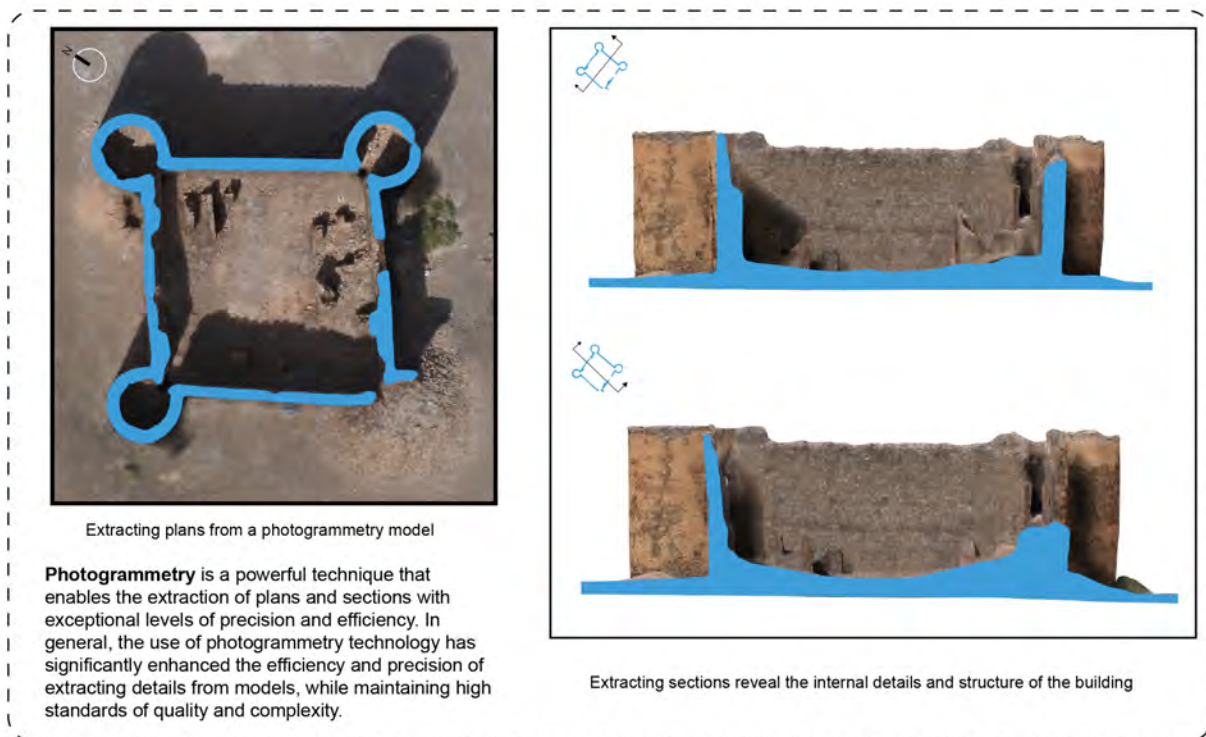 N
Extracting plans from a photogrammetry model
Photogrammetry is a powerful technique that
enables the extraction of plans and sections with
exceptional levels of precision and efficiency. In
general, the use of photogrammetry technology has
significantly enhanced the efficiency and precision of
extracting details from models, while maintaining high
standards of quality and complexity.
Extracting sections reveal the internal details and structure of the building